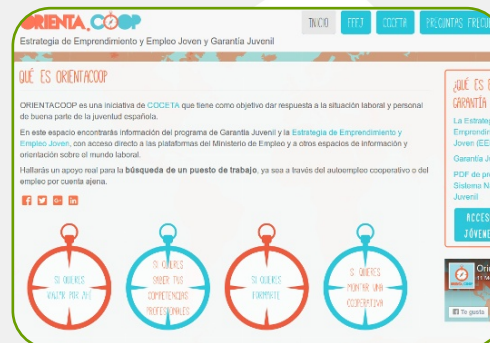 ORIENTA.COOP
Estrategia de Emprendimiento y Empleo Joven y Garantía Juvenil
INICIO
EEEJ
COCETA
PREGUNTAS FRECU
QUÉ ES ORIENTACOOP
ORIENTACOOP es una iniciativa de COCETA que tiene como objetivo dar respuesta a la situación laboral y personal
de buena parte de la juventud española.
En este espacio encontrarás información del programa de Garantía Juvenil y la Estrategia de Emprendimiento y
Empleo Joven, con acceso directo a las plataformas del Ministerio de Empleo y a otros espacios de información y
orientación sobre el mundo laboral.
Hallarás un apoyo real para la búsqueda de un puesto de trabajo, ya sea a través del autoempleo cooperativo o del
empleo por cuenta ajena.
SI QUIERES
VIAJAR POR AHÍ
SI QUIERES
SABER TUS
COMPETENCIAS
PROFESIONALES
SI QUIERES
FORMARTE
SI QUIERES
MONTAR UNA
COOPERATIVA
¿QUÉ ES
GARANTÍA
La Estrateg
Emprendim
Joven (EE
Garantía J
PDF de pr
Sistema N
Juvenil
ACCES
JÓVENE
Ori
Te gusta